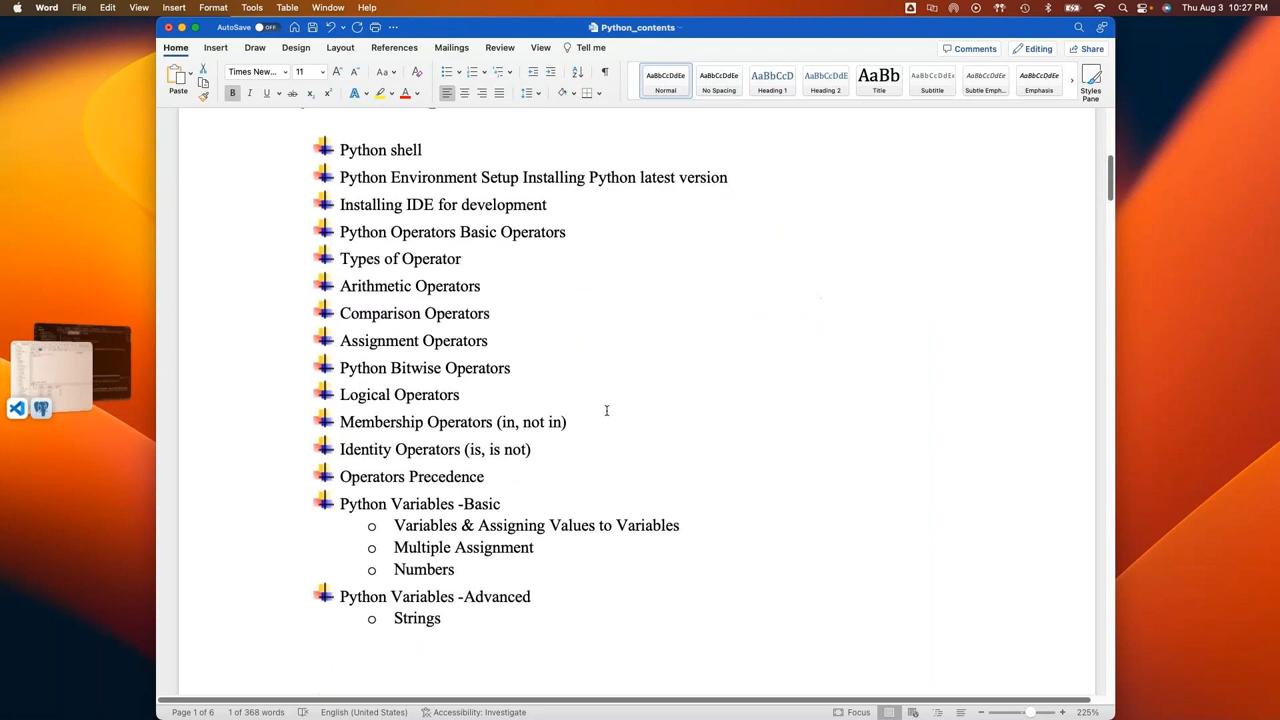 Word File Edit View Insert Format Tools Table Window Help
Thu Aug 3 10:27 PM
AutoSave OFF
Python_contents
Home Insert Draw Design Layout References Mailings Review View Tell me
Comments Editing Share
Paste
Times New... 11 Aa
B I U ab x₂ x² A A
AaBbCcDdEe AaBbCcDdEe AaBbCcD AaBbCcDdE AaBb AaBbCcDdEe AaBbCcDdEe AaBbCcDdEe
Normal No Spacing Heading 1 Heading 2 Title Subtitle Subtle Emph... Emphasis
Styles
Pane
Python shell
Python Environment Setup Installing Python latest version
Installing IDE for development
Python Operators Basic Operators
Types of Operator
Arithmetic Operators
Comparison Operators
Assignment Operators
Python Bitwise Operators
Logical Operators
Membership Operators (in, not in)
Identity Operators (is, is not)
Operators Precedence
Python Variables -Basic
o Variables & Assigning Values to Variables
o Multiple Assignment
o Numbers
Python Variables -Advanced
o Strings
Page 1 of 6 1 of 368 words English (United States) Accessibility: Investigate
Focus 225%